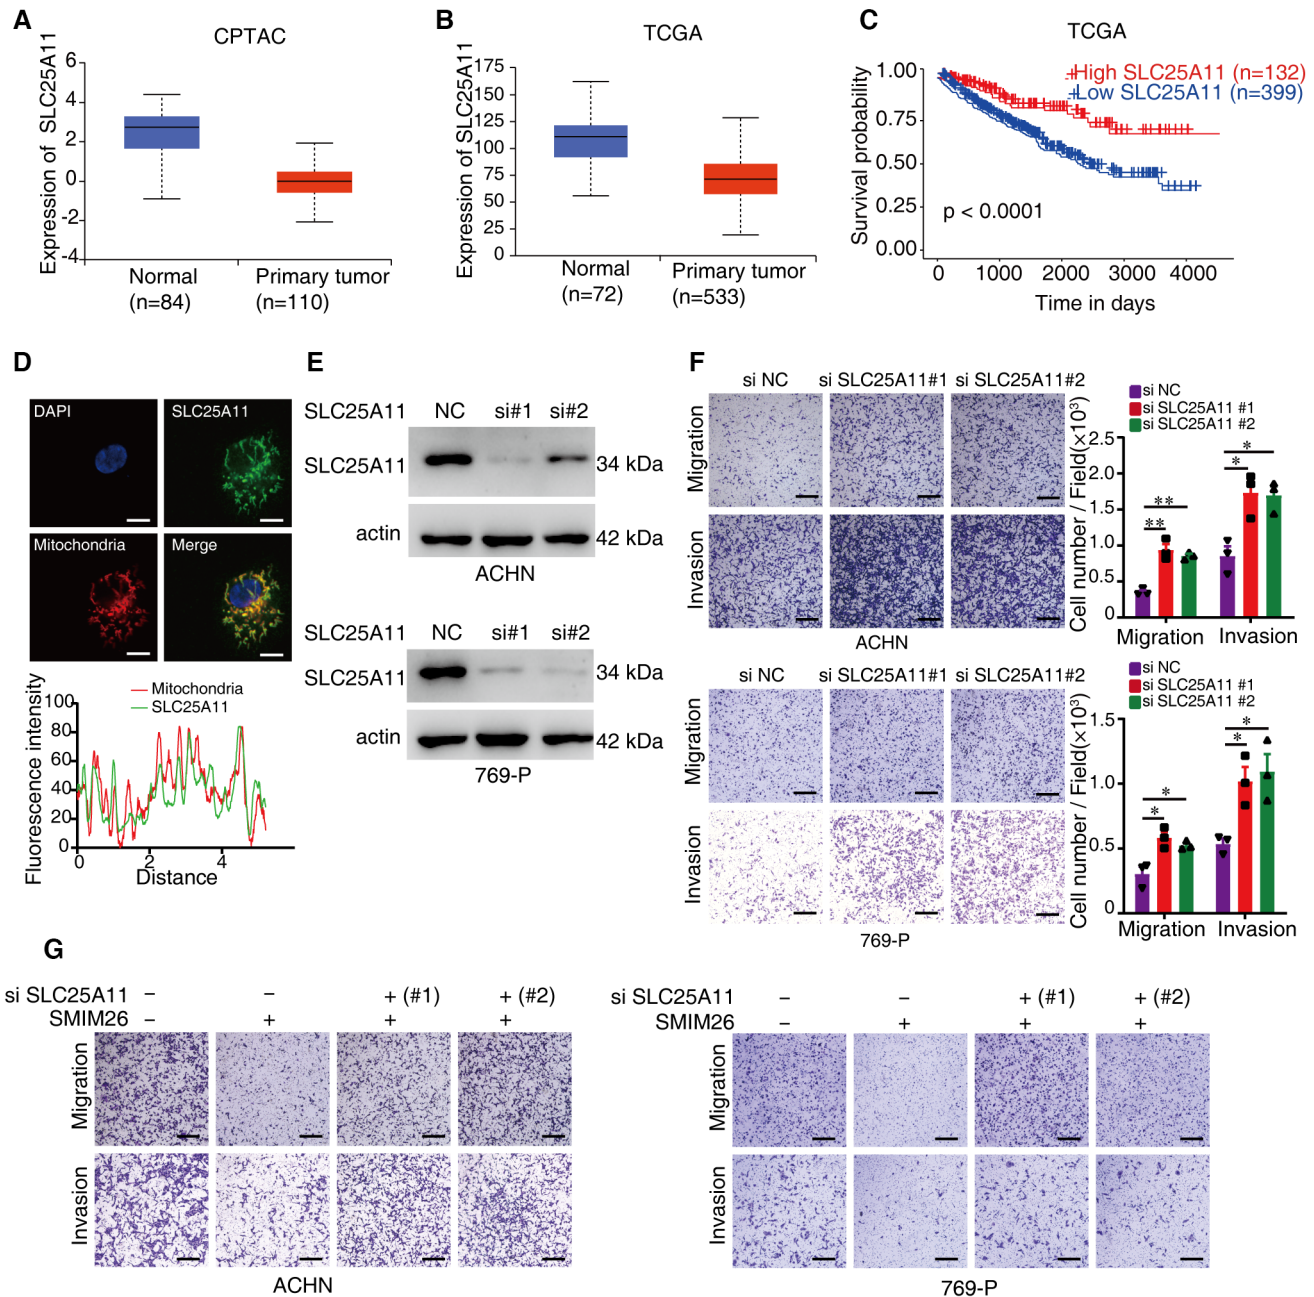 A
CPTAC
Expression of SLC25A11
6
4
2
0
-2
-4
Normal
(n=84)
Primary tumor
(n=110)
B
TCGA
Expression of SLC25A11
175
150
125
100
75
50
25
0
Normal
(n=72)
Primary tumor
(n=533)
C
TCGA
Survival probability
1.00
0.75
0.50
0.25
0.00
High SLC25A11 (n=132)
Low SLC25A11 (n=399)
p < 0.0001
0 1000 2000 3000 4000
Time in days
D
DAPI
SLC25A11
Mitochondria
Merge
Mitochondria
SLC25A11
Fluorescence intensity
100
80
60
40
20
0
0 2 4
Distance
E
SLC25A11 NC si#1 si#2
SLC25A11 34 kDa
actin 42 kDa
ACHN
SLC25A11 NC si#1 si#2
SLC25A11 34 kDa
actin 42 kDa
769-P
F
si NC si SLC25A11#1 si SLC25A11#2
Migration
Invasion
ACHN
si NC
si SLC25A11 #1
si SLC25A11 #2
Cell number / Field(×10³)
2.5
2.0
1.5
1.0
0.5
0
** ** * *
Migration Invasion
si NC si SLC25A11#1 si SLC25A11#2
Migration
Invasion
769-P
si NC
si SLC25A11 #1
si SLC25A11 #2
Cell number / Field(×10³)
1.5
1.0
0.5
0
* * * *
Migration Invasion
G
si SLC25A11 − − + (#1) + (#2)
SMIM26 − + + +
Migration
Invasion
ACHN
si SLC25A11 − − + (#1) + (#2)
SMIM26 − + + +
Migration
Invasion
769-P